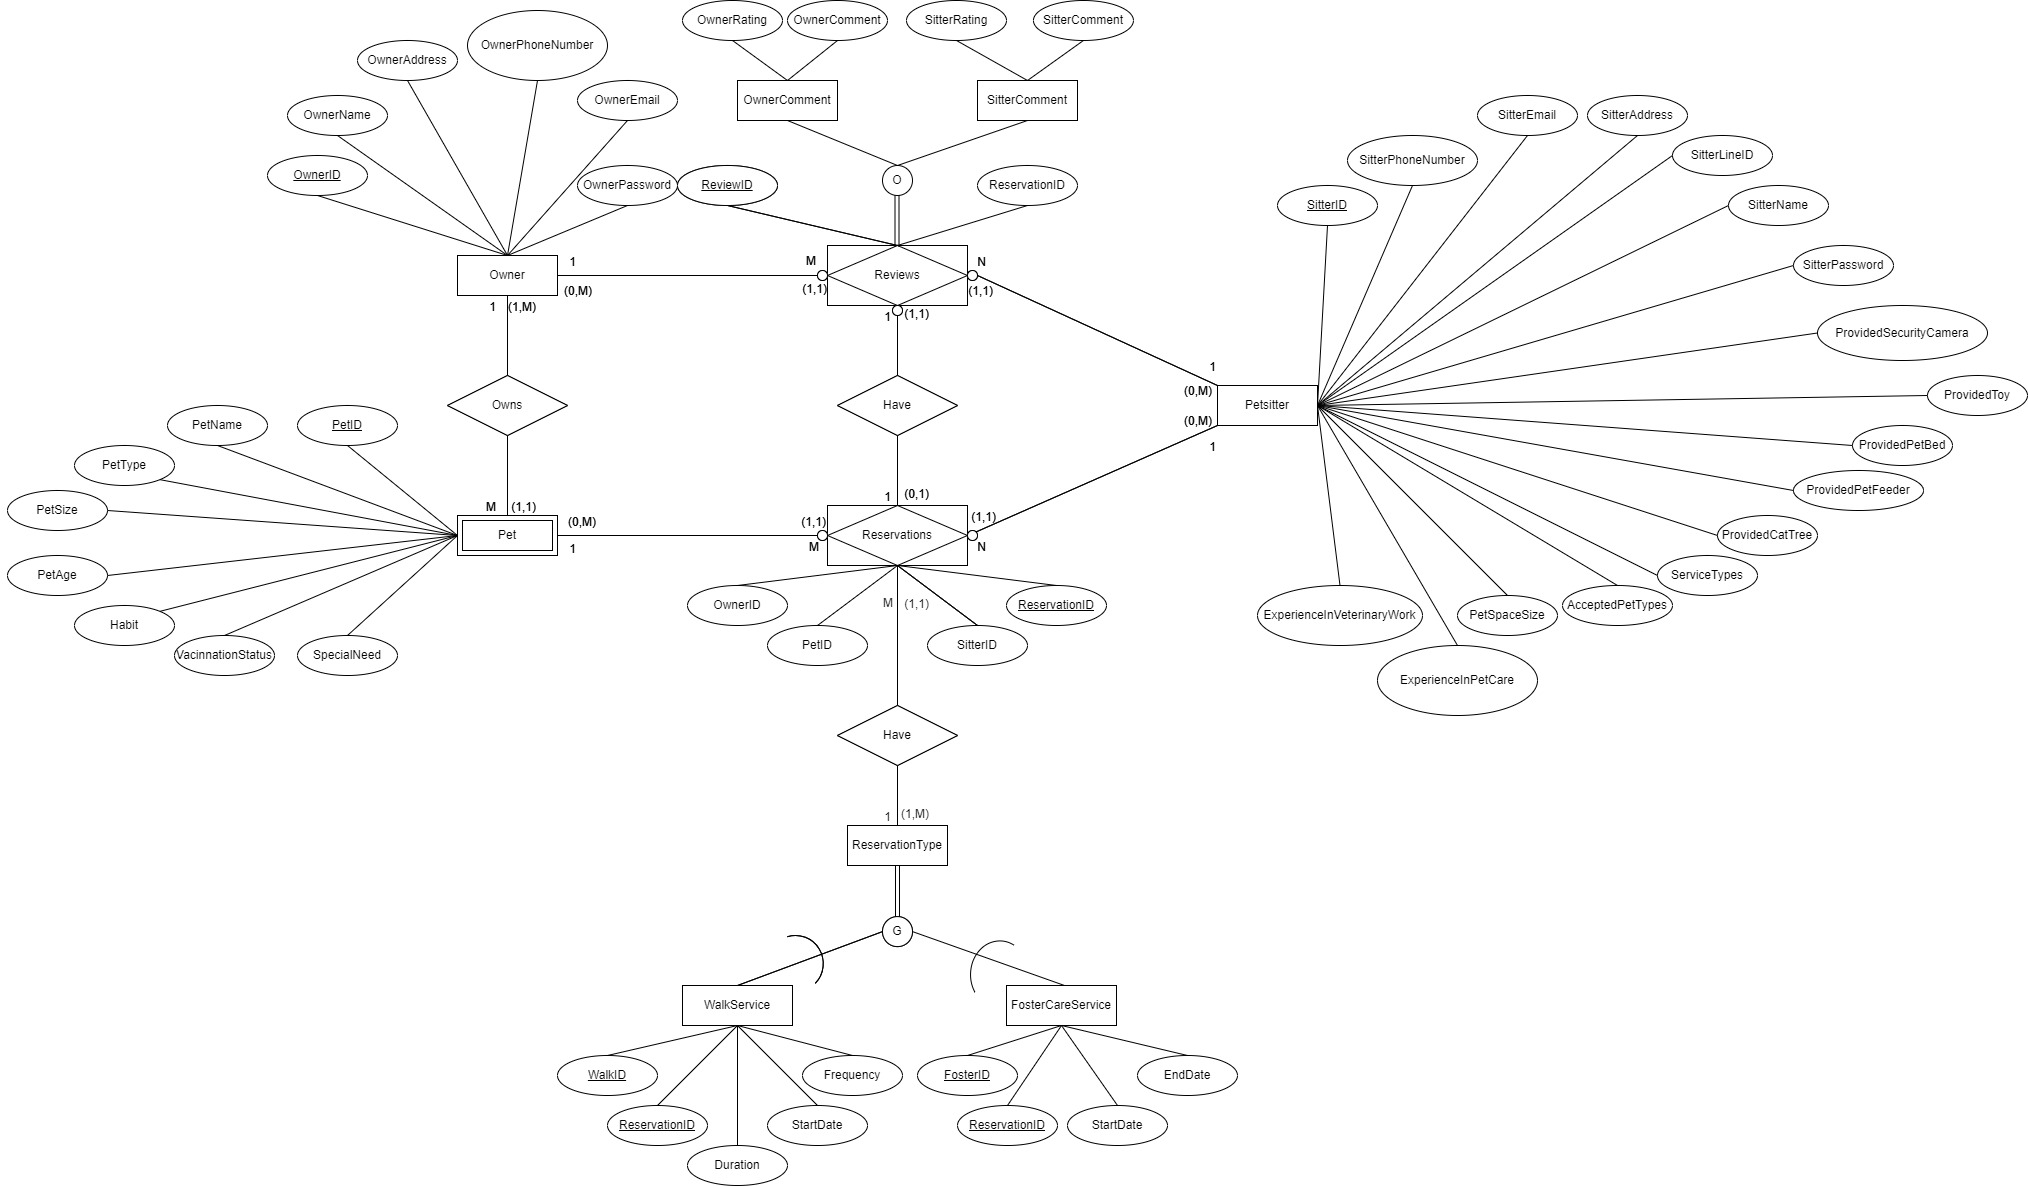 OwnerRating
OwnerComment
SitterRating
SitterComment
OwnerPhoneNumber
OwnerAddress
OwnerEmail
OwnerName
OwnerComment
SitterComment
SitterEmail
SitterAddress
SitterPhoneNumber
SitterLineID
OwnerID
OwnerPassword
ReviewID
O
ReservationID
SitterID
SitterName
SitterPassword
Owner
1
(0,M)
M
(1,1)
Reviews
N
(1,1)
1
(1,M)
1
(1,1)
ProvidedSecurityCamera
1
(0,M)
Petsitter
(0,M)
1
ProvidedToy
Owns
Have
PetName
PetID
ProvidedPetBed
PetType
ProvidedPetFeeder
PetSize
M
(1,1)
1
(0,1)
Pet
(0,M)
1
(1,1)
M
Reservations
(1,1)
N
ProvidedCatTree
PetAge
ServiceTypes
Habit
OwnerID
M
(1,1)
ReservationID
ExperienceInVeterinaryWork
PetSpaceSize
AcceptedPetTypes
VacinnationStatus
SpecialNeed
PetID
SitterID
ExperienceInPetCare
Have
1
(1,M)
ReservationType
G
WalkService
FosterCareService
WalkID
Frequency
FosterID
EndDate
ReservationID
StartDate
ReservationID
StartDate
Duration